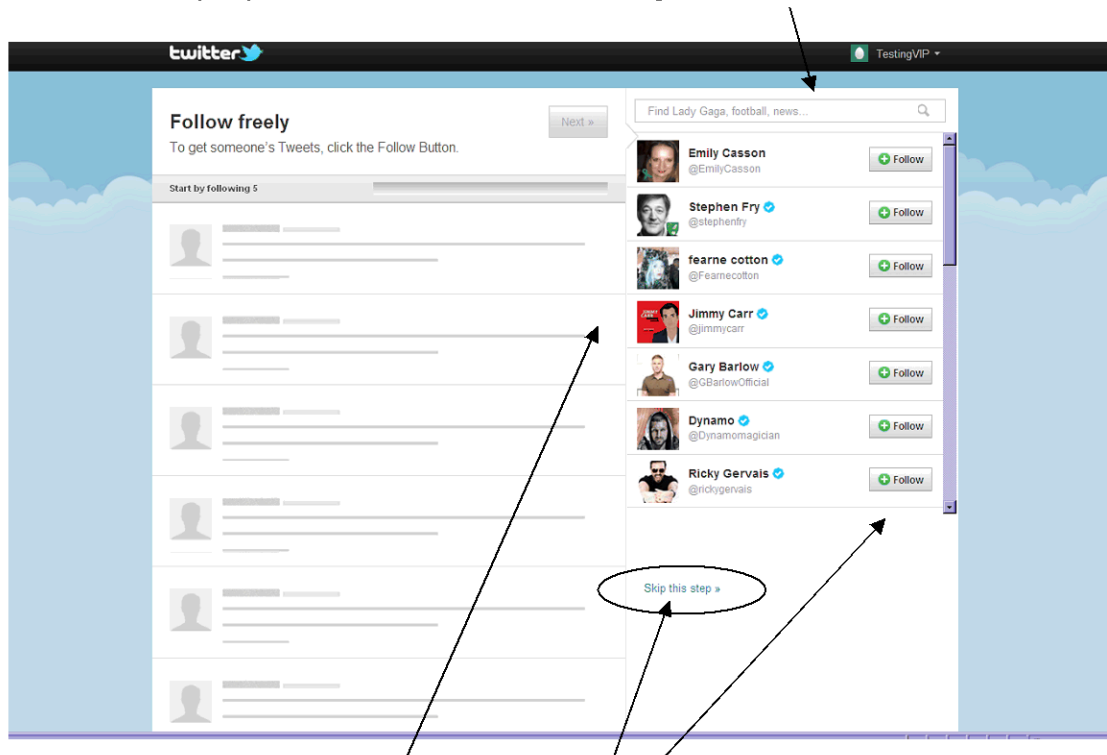 twitter
TestingVIP
Follow freely
Next »
To get someone's Tweets, click the Follow Button.
Start by following 5
Find Lady Gaga, football, news...
Emily Casson
@EmilyCasson
Follow
Stephen Fry
@stephenfry
Follow
fearne cotton
@Fearnecotton
Follow
Jimmy Carr
@jimmycarr
Follow
Gary Barlow
@GBarlowOfficial
Follow
Dynamo
@Dynamomagician
Follow
Ricky Gervais
@rickygervais
Follow
Skip this step »